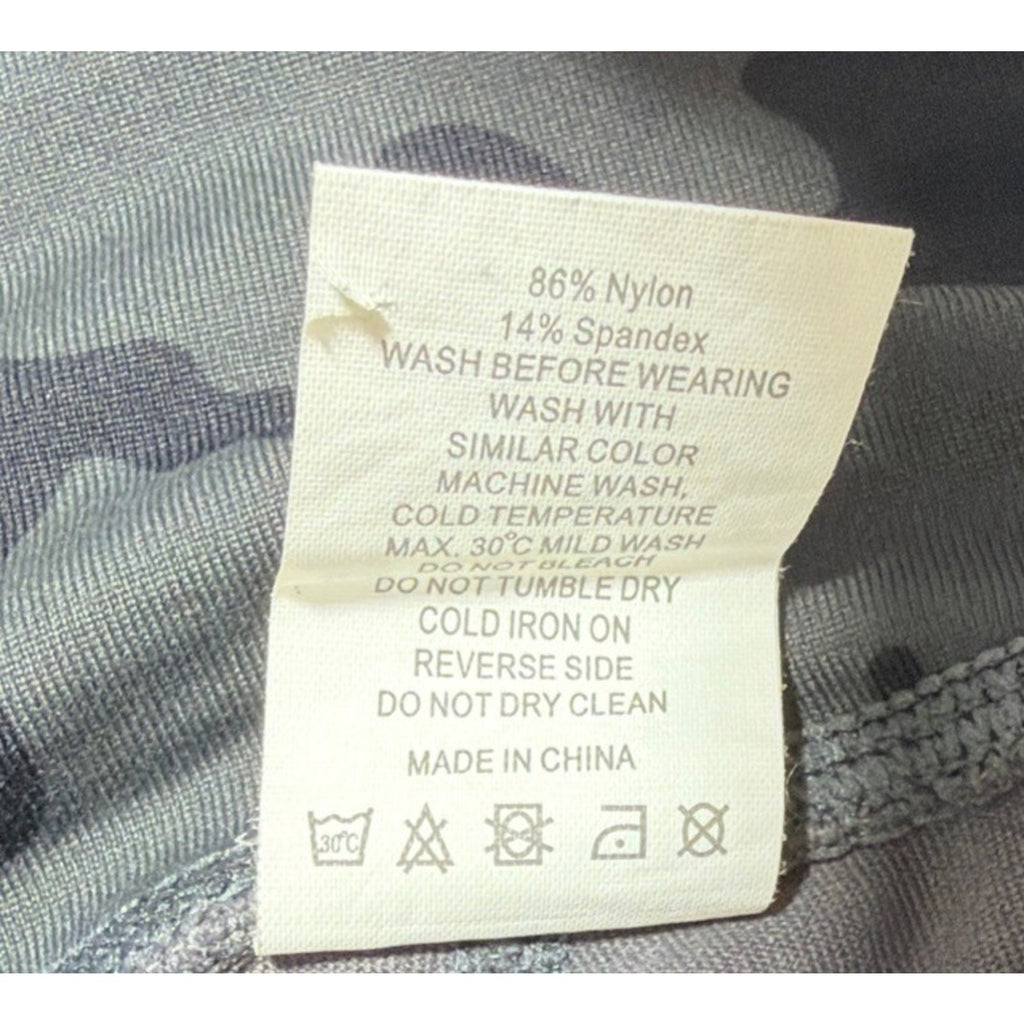 86% Nylon
14% Spandex
WASH BEFORE WEARING
WASH WITH
SIMILAR COLOR
MACHINE WASH,
COLD TEMPERATURE
MAX. 30°C MILD WASH
DO NOT BLEACH
DO NOT TUMBLE DRY
COLD IRON ON
REVERSE SIDE
DO NOT DRY CLEAN
MADE IN CHINA
30°C